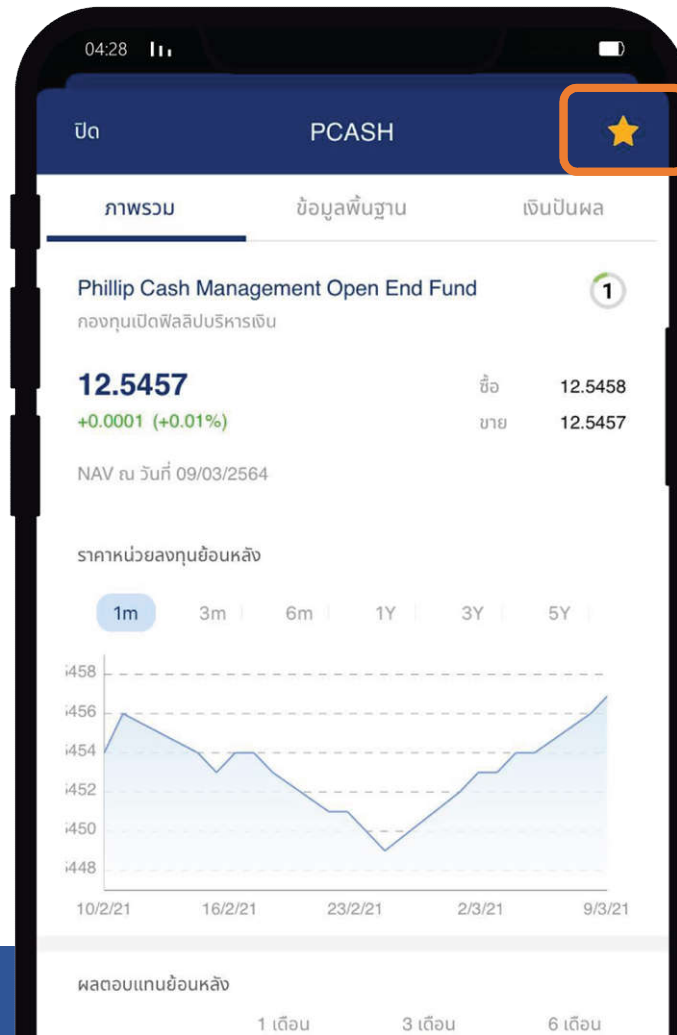 04:28
ปิด PCASH
ภาพรวม ข้อมูลพื้นฐาน เงินปันผล
Phillip Cash Management Open End Fund 1
กองทุนเปิดฟิลลิปบริหารเงิน
12.5457 ซื้อ 12.5458
+0.0001 (+0.01%) ขาย 12.5457
NAV ณ วันที่ 09/03/2564
ราคาหน่วยลงทุนย้อนหลัง
1m 3m 6m 1Y 3Y 5Y
458
456
454
452
450
448
10/2/21 16/2/21 23/2/21 2/3/21 9/3/21
ผลตอบแทนย้อนหลัง
1 เดือน 3 เดือน 6 เดือน